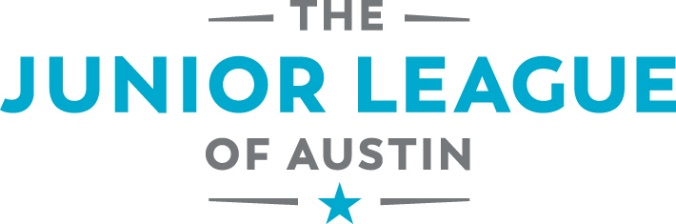 THE
JUNIOR LEAGUE
OF AUSTIN